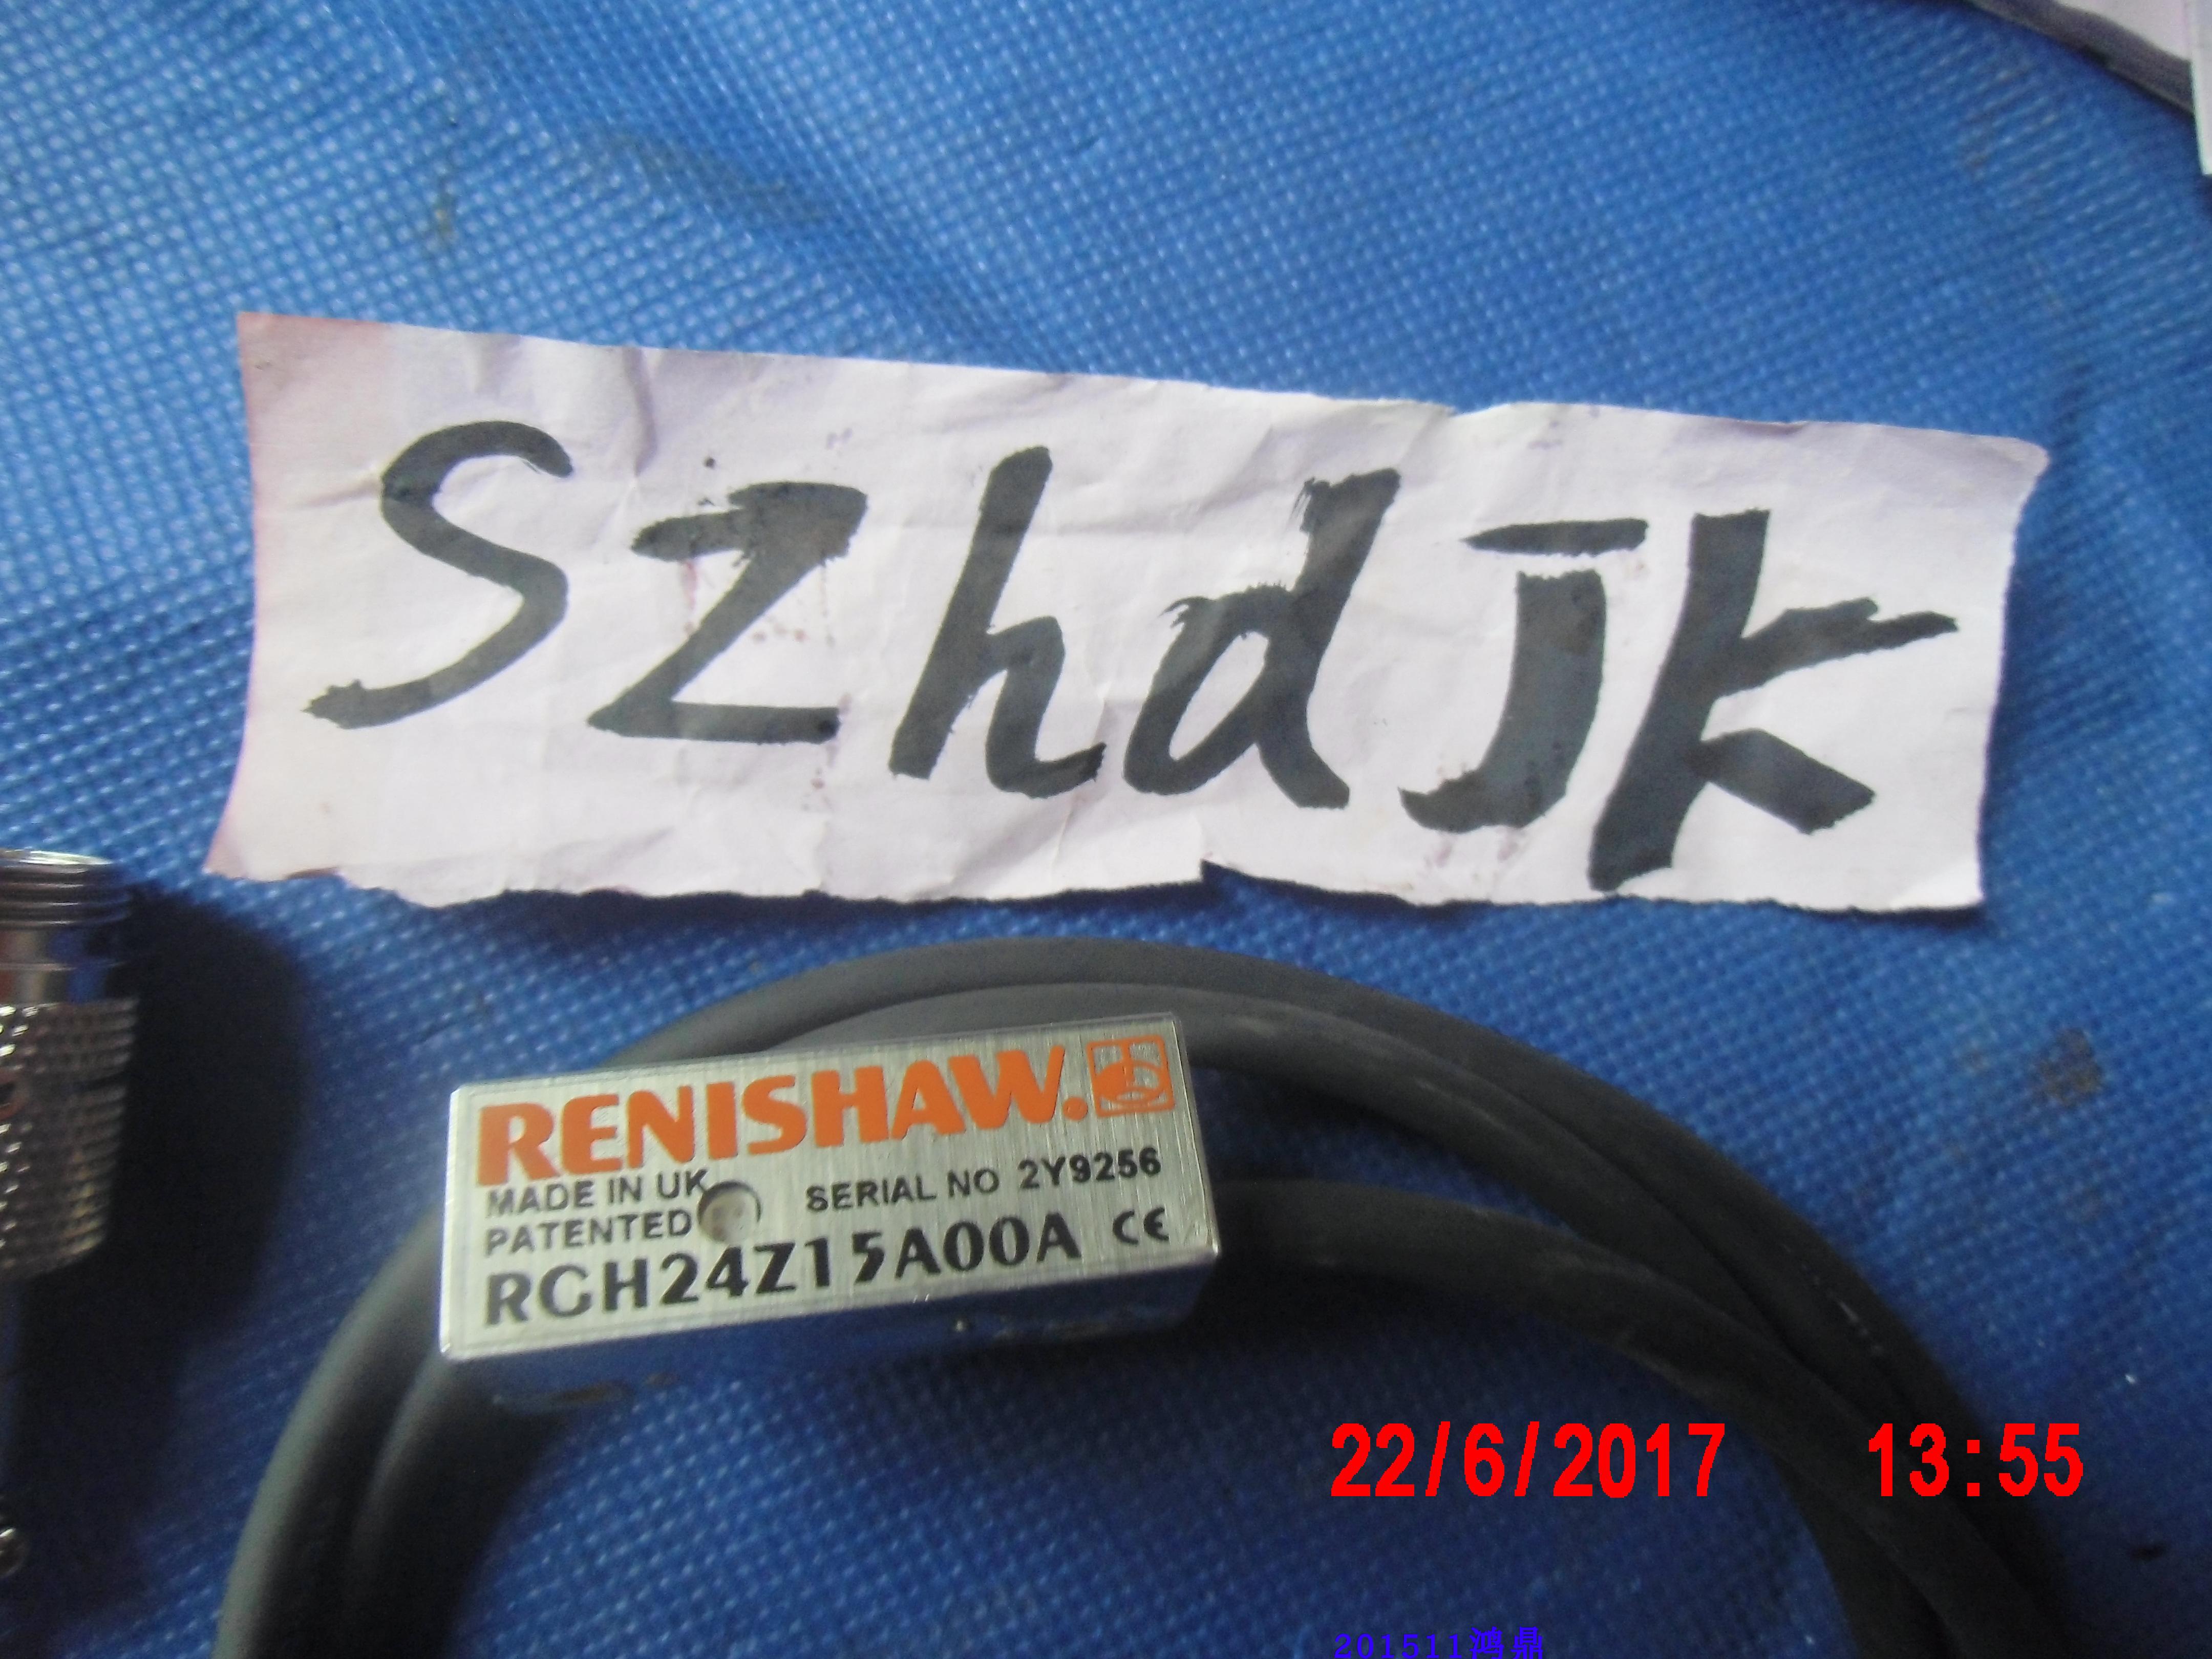 SzhdJK
RENISHAW.
MADE IN UK
PATENTED
SERIAL NO 2Y9256
RGH24Z15A00A CE
22/6/2017 13:55
201511鸿鼎